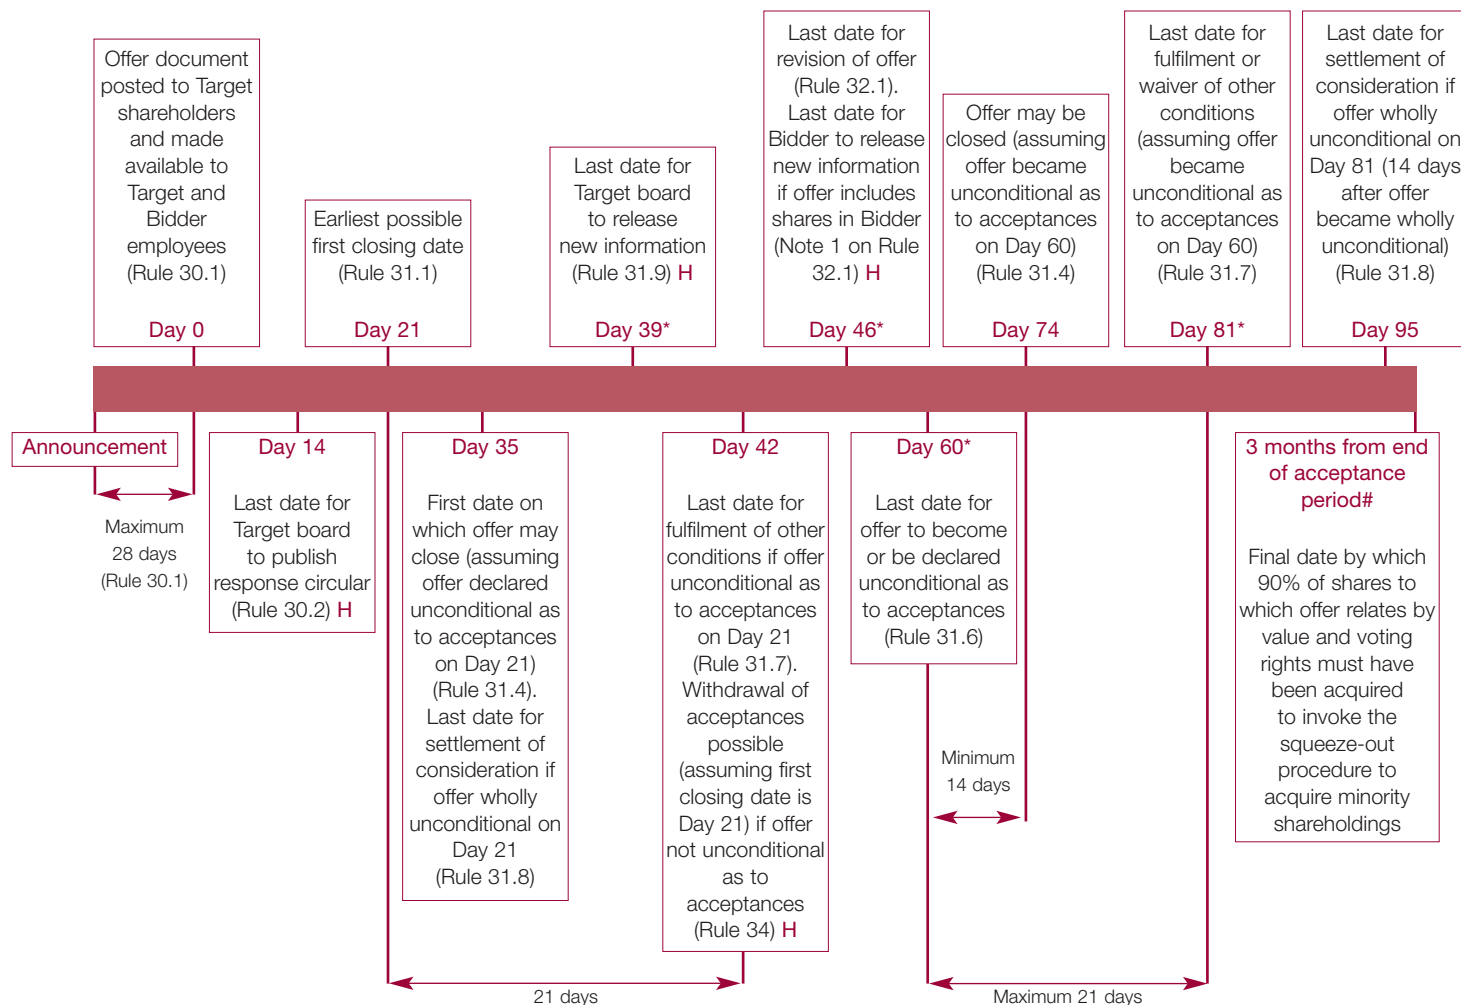 Offer document
posted to Target
shareholders
and made
available to
Target and
Bidder
employees
(Rule 30.1)
Day 0
Earliest possible
first closing date
(Rule 31.1)
Day 21
Last date for
Target board
to release
new information
(Rule 31.9) H
Day 39*
Last date for
revision of offer
(Rule 32.1).
Last date for
Bidder to release
new information
if offer includes
shares in Bidder
(Note 1 on Rule
32.1) H
Day 46*
Offer may be
closed (assuming
offer became
unconditional as
to acceptances
on Day 60)
(Rule 31.4)
Day 74
Last date for
fulfilment or
waiver of other
conditions
(assuming offer
became
unconditional as
to acceptances
on Day 60)
(Rule 31.7)
Day 81*
Last date for
settlement of
consideration if
offer wholly
unconditional on
Day 81 (14 days
after offer
became wholly
unconditional)
(Rule 31.8)
Day 95
Announcement
Maximum
28 days
(Rule 30.1)
Day 14
Last date for
Target board
to publish
response circular
(Rule 30.2) H
Day 35
First date on
which offer may
close (assuming
offer declared
unconditional as
to acceptances
on Day 21)
(Rule 31.4).
Last date for
settlement of
consideration if
offer wholly
unconditional on
Day 21
(Rule 31.8)
Day 42
Last date for
fulfilment of other
conditions if offer
unconditional as
to acceptances
on Day 21
(Rule 31.7).
Withdrawal of
acceptances
possible
(assuming first
closing date is
Day 21) if offer
not unconditional
as to
acceptances
(Rule 34) H
21 days
Day 60*
Last date for
offer to become
or be declared
unconditional as
to acceptances
(Rule 31.6)
Minimum
14 days
Maximum 21 days
3 months from end
of acceptance
period#
Final date by which
90% of shares to
which offer relates by
value and voting
rights must have
been acquired
to invoke the
squeeze-out
procedure to
acquire minority
shareholdings